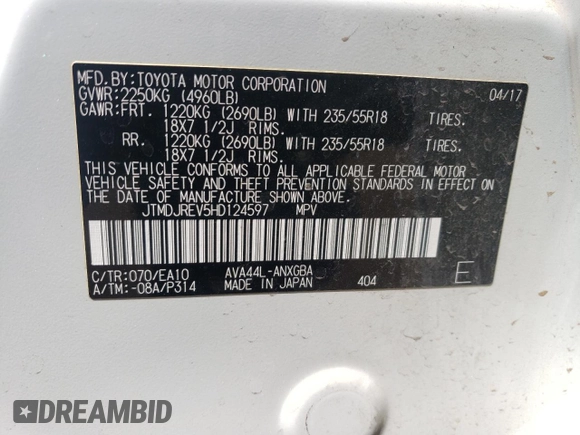 MFD. BY: TOYOTA MOTOR CORPORATION 04/17
GVWR: 2250KG (4960LB)
GAWR: FRT. 1220KG (2690LB) WITH 235/55R18 TIRES.
18X7 1/2J RIMS.
RR. 1220KG (2690LB) WITH 235/55R18 TIRES.
18X7 1/2J RIMS.
THIS VEHICLE CONFORMS TO ALL APPLICABLE FEDERAL MOTOR
VEHICLE SAFETY AND THEFT PREVENTION STANDARDS IN EFFECT ON
THE DATE OF MANUFACTURE SHOWN ABOVE.
JTMDJREV5HD124597 MPV
C/TR: 070/EA10 AVA44L-ANXGBA E
A/TM: -08A/P314 MADE IN JAPAN 404
DREAMBID